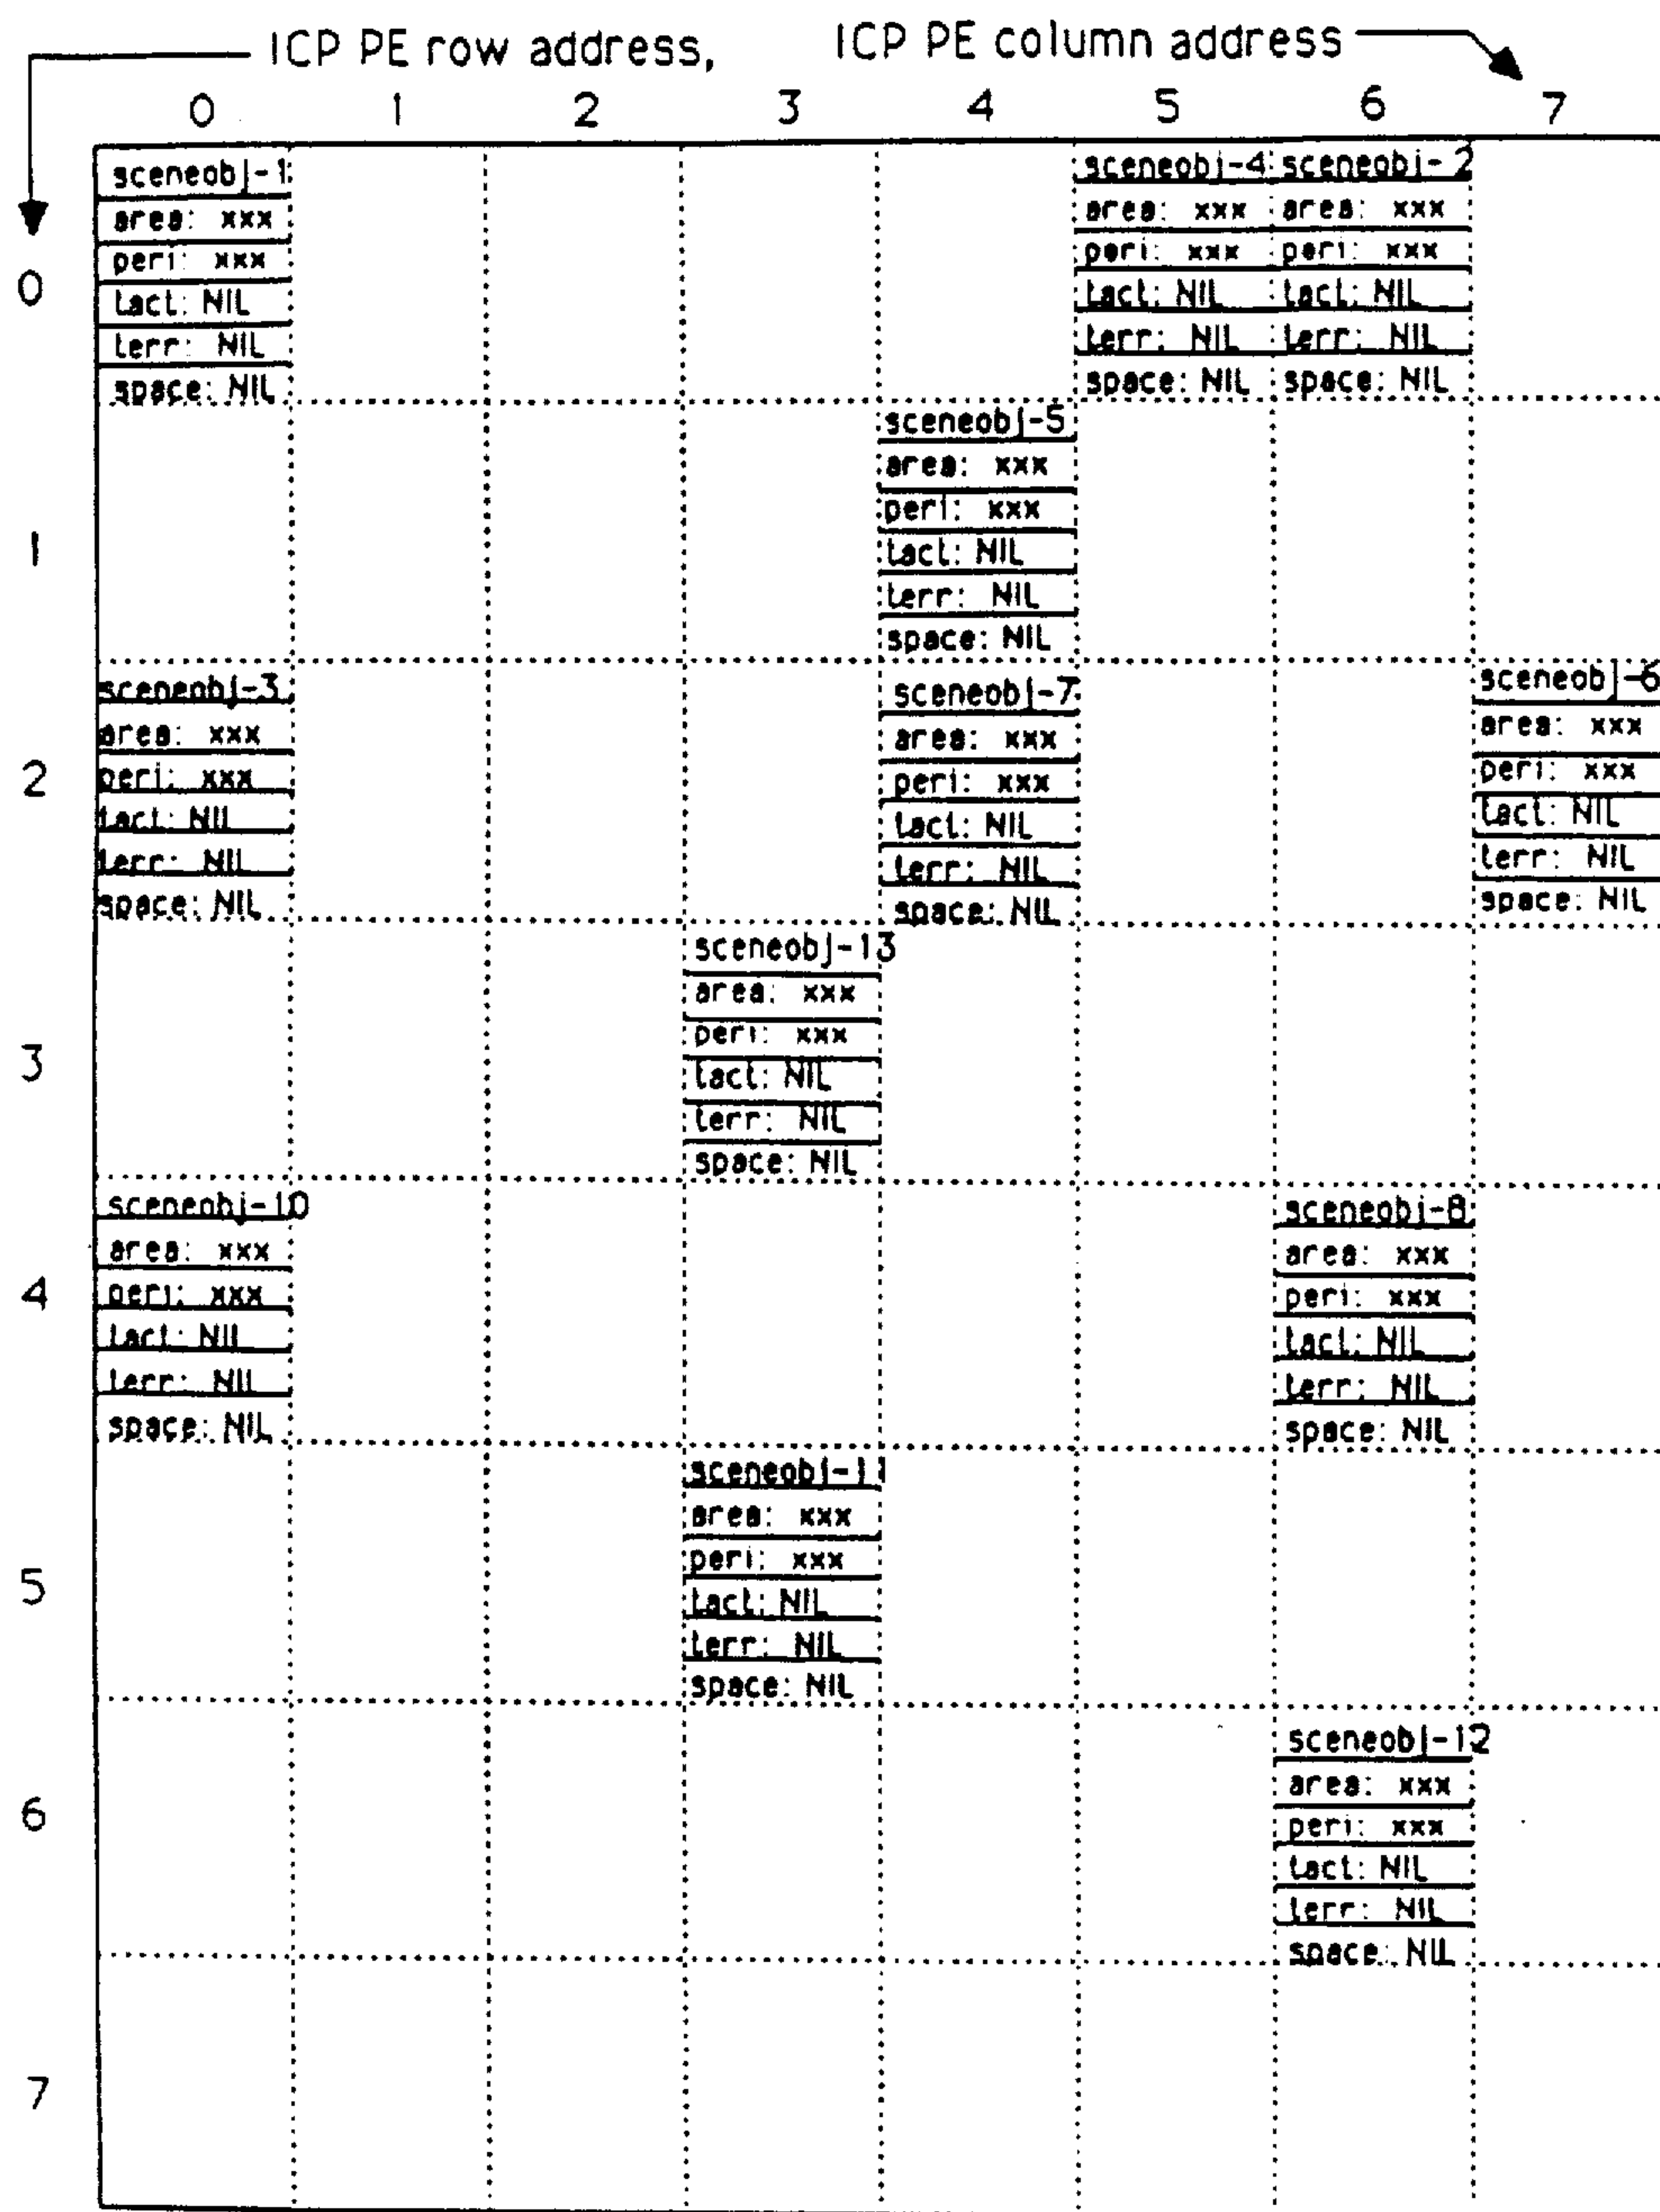 ICP PE row address, ICP PE column address
0 1 2 3 4 5 6 7
0
sceneobj-1
area: xxx
peri: xxx
tact: NIL
terr: NIL
space: NIL
sceneobj-4
area: xxx
peri: xxx
tact: NIL
terr: NIL
space: NIL
sceneobj-2
area: xxx
peri: xxx
tact: NIL
terr: NIL
space: NIL
1
sceneobj-5
area: xxx
peri: xxx
tact: NIL
terr: NIL
space: NIL
2
sceneobj-3
area: xxx
peri: xxx
tact: NIL
terr: NIL
space: NIL
sceneobj-7
area: xxx
peri: xxx
tact: NIL
terr: NIL
space: NIL
sceneobj-6
area: xxx
peri: xxx
tact: NIL
terr: NIL
space: NIL
3
sceneobj-13
area: xxx
peri: xxx
tact: NIL
terr: NIL
space: NIL
4
sceneobj-10
area: xxx
peri: xxx
tact: NIL
terr: NIL
space: NIL
sceneobj-8
area: xxx
peri: xxx
tact: NIL
terr: NIL
space: NIL
5
sceneobj-11
area: xxx
peri: xxx
tact: NIL
terr: NIL
space: NIL
6
sceneobj-12
area: xxx
peri: xxx
tact: NIL
terr: NIL
space: NIL
7